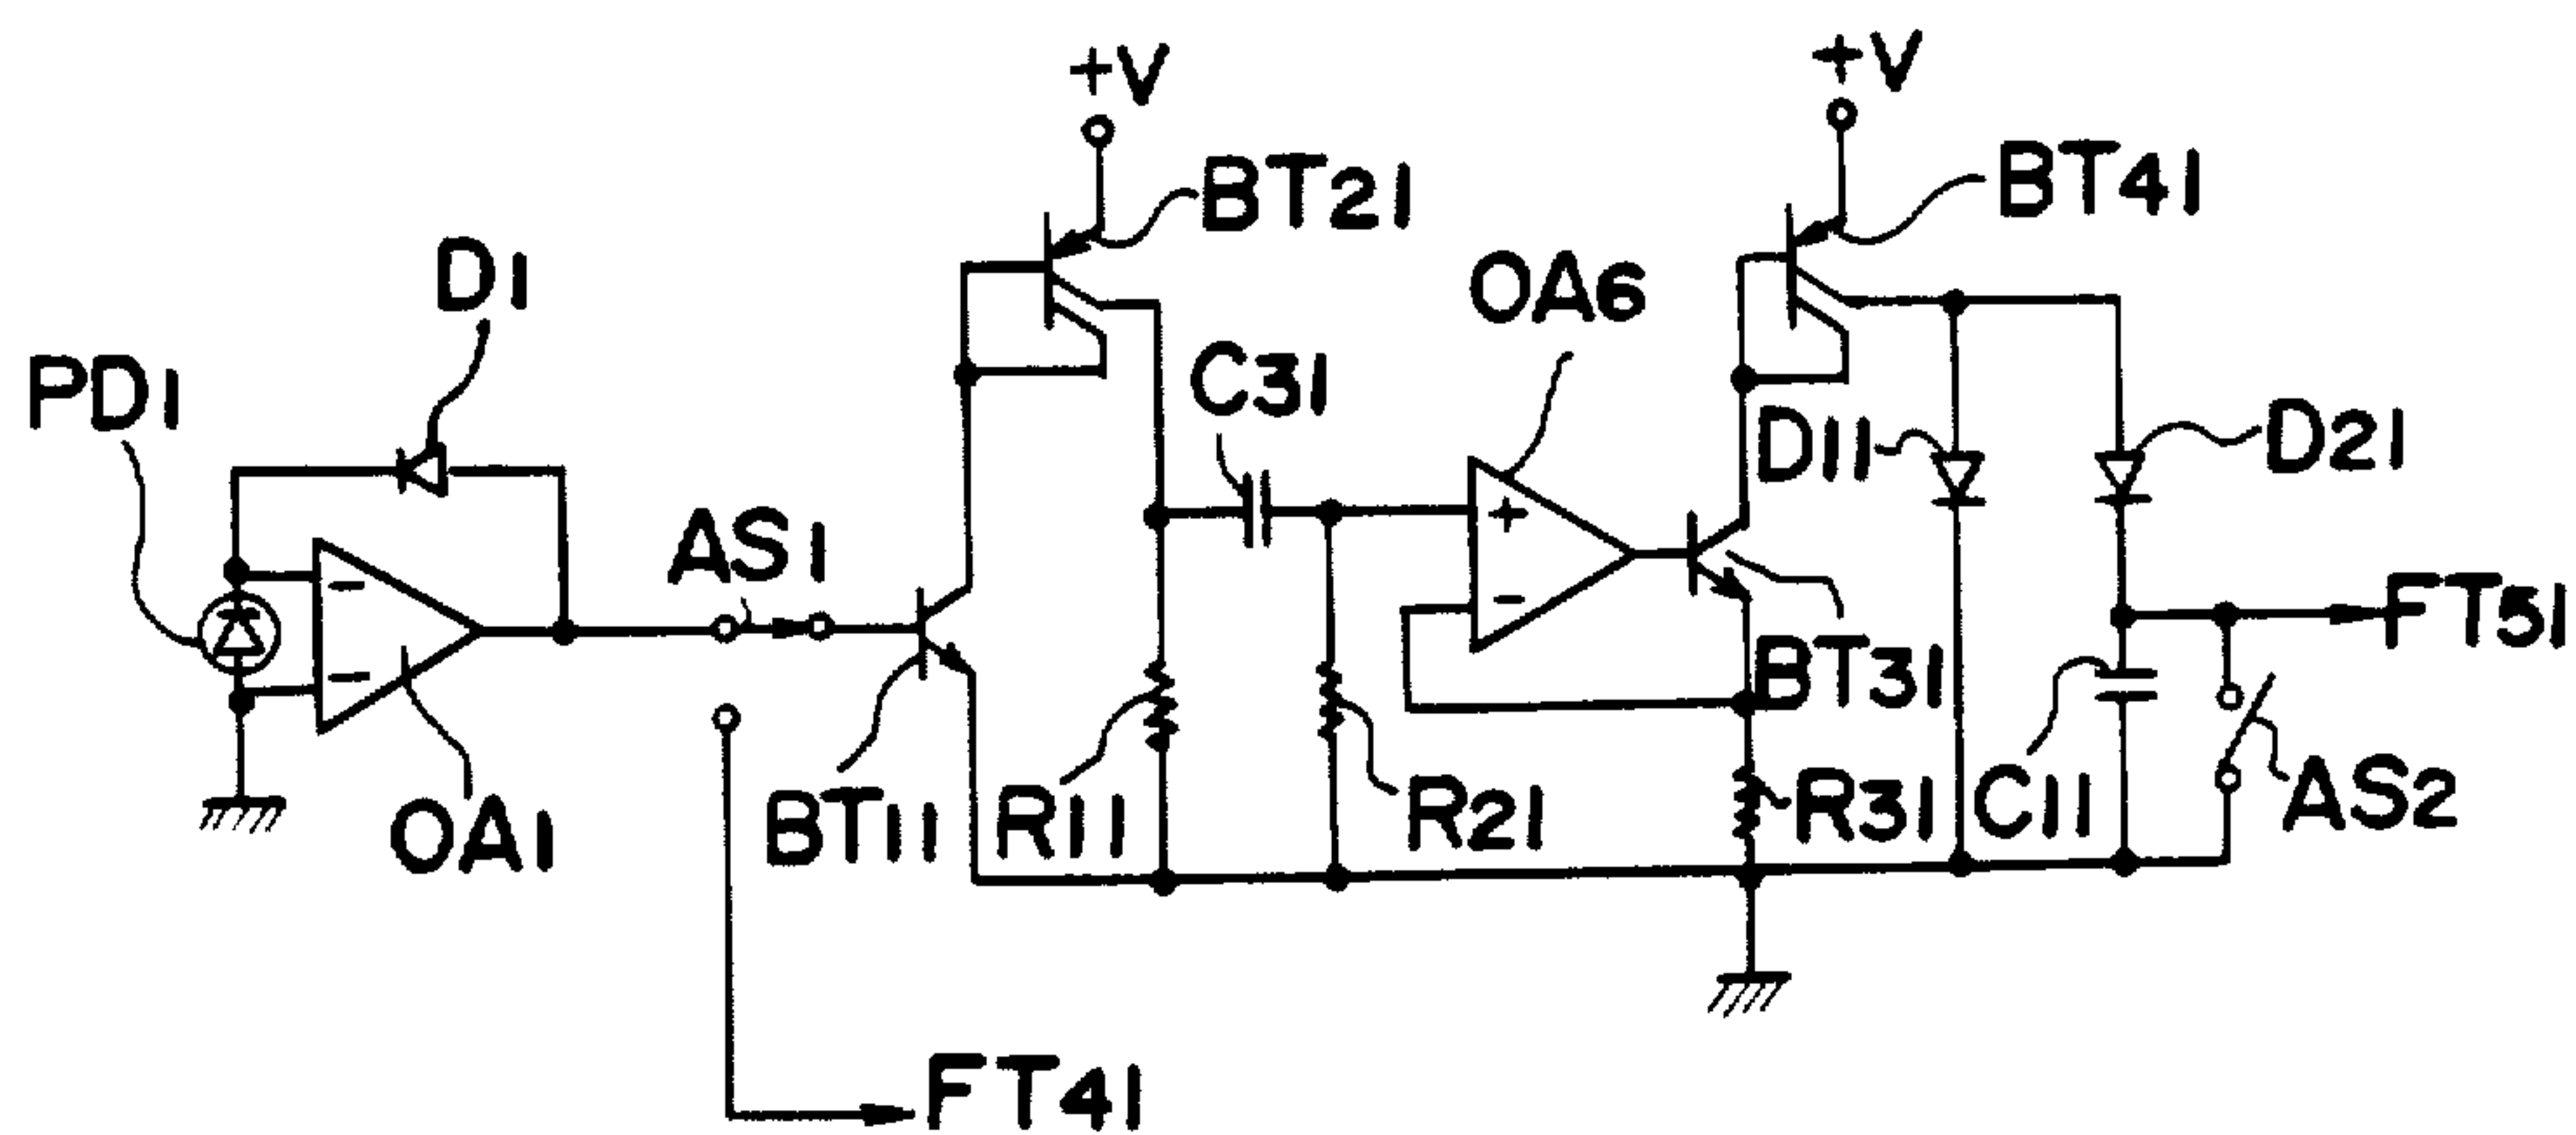 +V
+V
BT21
BT41
D1
OA6
PD1
C31
D11
D21
AS1
-
+
-
-
FT51
BT31
OA1
BT11
R11
R21
R31
C11
AS2
FT41